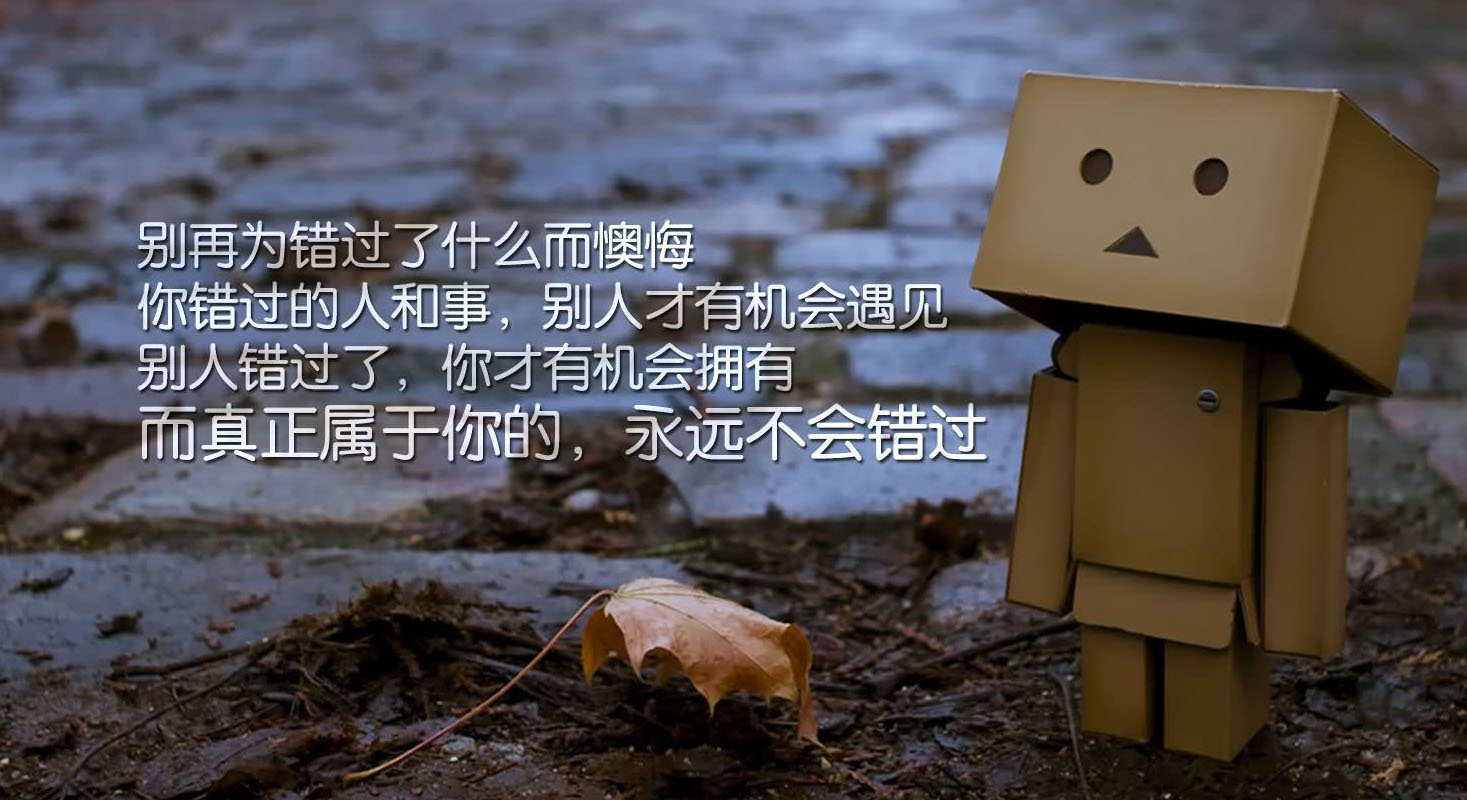 别再为错过了什么而懊悔
你错过的人和事，别人才有机会遇见
别人错过了，你才有机会拥有
而真正属于你的，永远不会错过